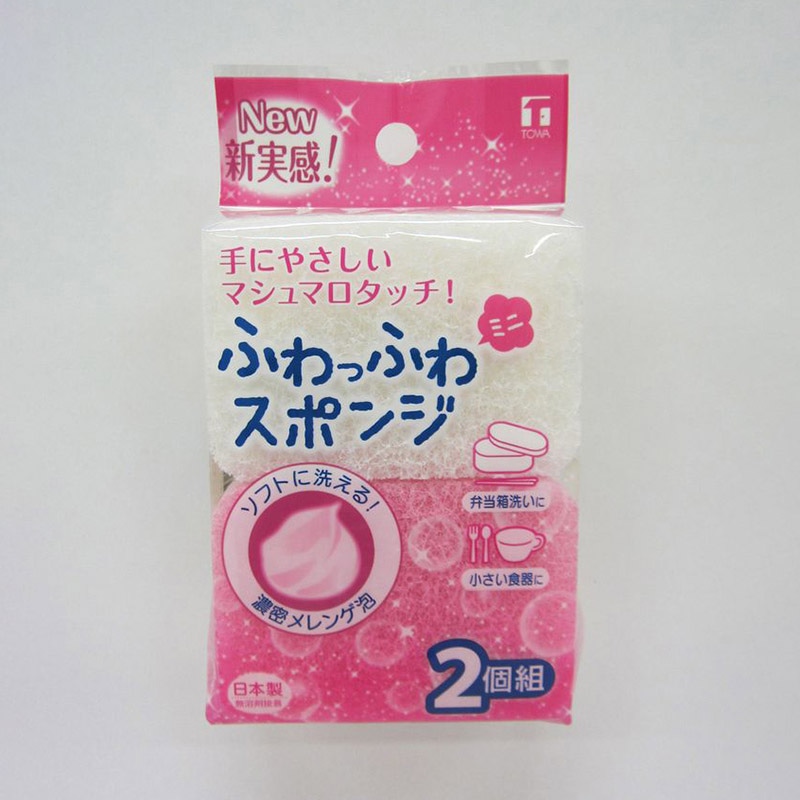 New
新実感!
TOWA
手にやさしい
マシュマロタッチ!
ミニ
ふわっふわ
スポンジ
ソフトに洗える!
濃密メレンゲ泡
弁当箱洗いに
小さい食器に
2個組
日本製